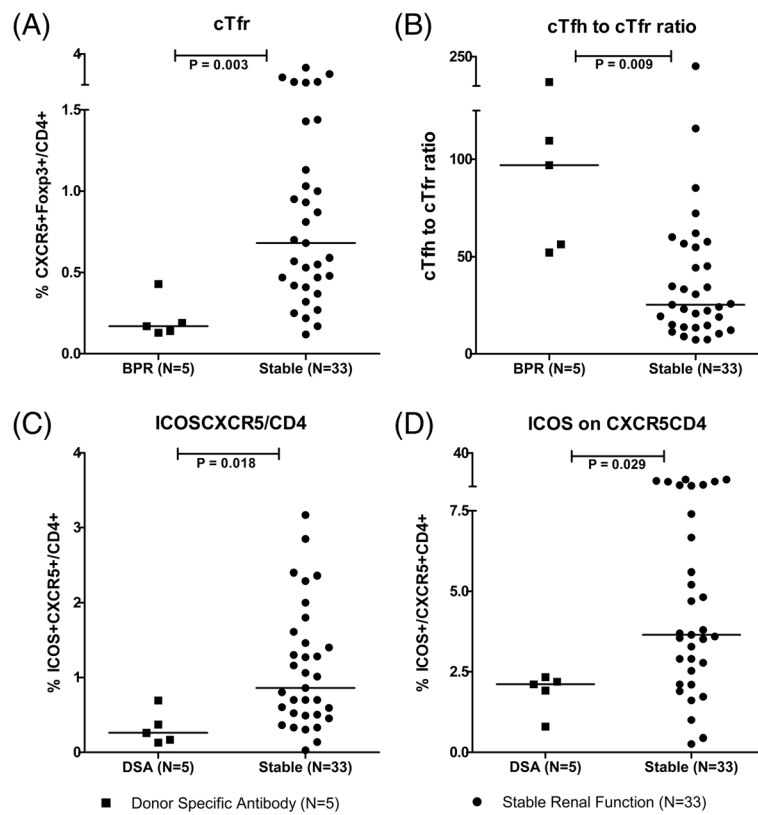 (A)
cTfr
P = 0.003
% CXCR5+Foxp3+/CD4+
4
1.5
1.0
0.5
0.0
BPR (N=5)
Stable (N=33)
(B)
cTfh to cTfr ratio
P = 0.009
cTfh to cTfr ratio
250
100
50
0
BPR (N=5)
Stable (N=33)
(C)
ICOSCXCR5/CD4
P = 0.018
% ICOS+CXCR5+/CD4+
4
3
2
1
0
DSA (N=5)
Stable (N=33)
(D)
ICOS on CXCR5CD4
P = 0.029
% ICOS+/CXCR5+CD4+
40
7.5
5.0
2.5
0.0
DSA (N=5)
Stable (N=33)
Donor Specific Antibody (N=5)
Stable Renal Function (N=33)